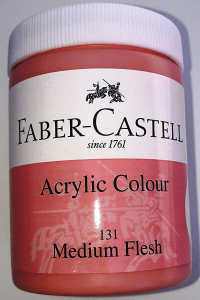 FABER-CASTELL
since 1761
Acrylic Colour
131
Medium Flesh